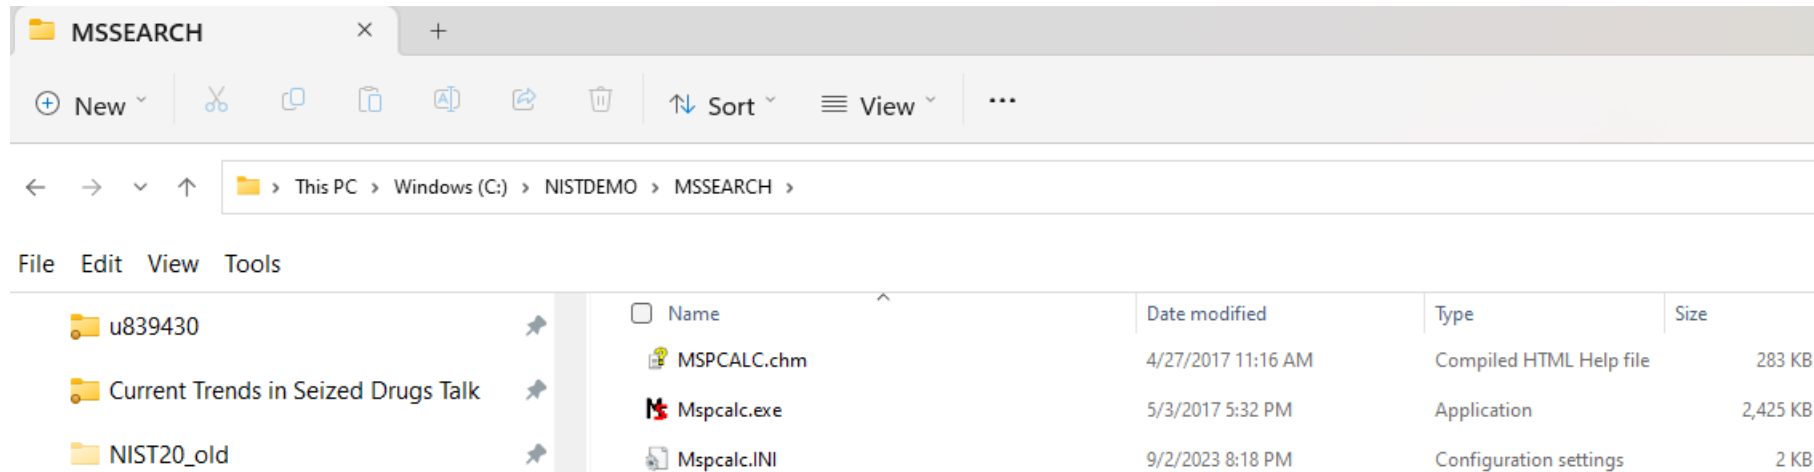 MSSEARCH
New Sort View
This PC > Windows (C:) > NISTDEMO > MSSEARCH >
File Edit View Tools
Name Date modified Type Size
u839430
MSPCALC.chm 4/27/2017 11:16 AM Compiled HTML Help file 283 KB
Current Trends in Seized Drugs Talk
Mspcalc.exe 5/3/2017 5:32 PM Application 2,425 KB
NIST20_old
Mspcalc.INI 9/2/2023 8:18 PM Configuration settings 2 KB